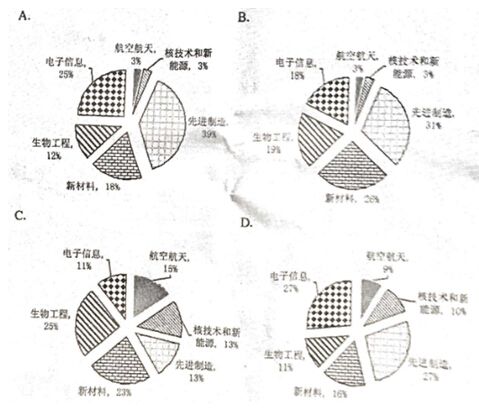 A.
航空航天
3%
核技术和新
能源, 3%
先进制造,
39%
新材料, 18%
生物工程,
12%
电子信息,
25%
B.
航空航天
3%
核技术和新
能源, 3%
先进制造,
31%
新材料, 26%
生物工程,
19%
电子信息,
18%
C.
航空航天
15%
核技术和新
能源, 13%
先进制造,
13%
新材料, 23%
生物工程,
25%
电子信息,
11%
D.
航空航天,
9%
核技术和新
能源, 10%
先进制造,
27%
新材料, 16%
生物工程,
11%
电子信息,
27%